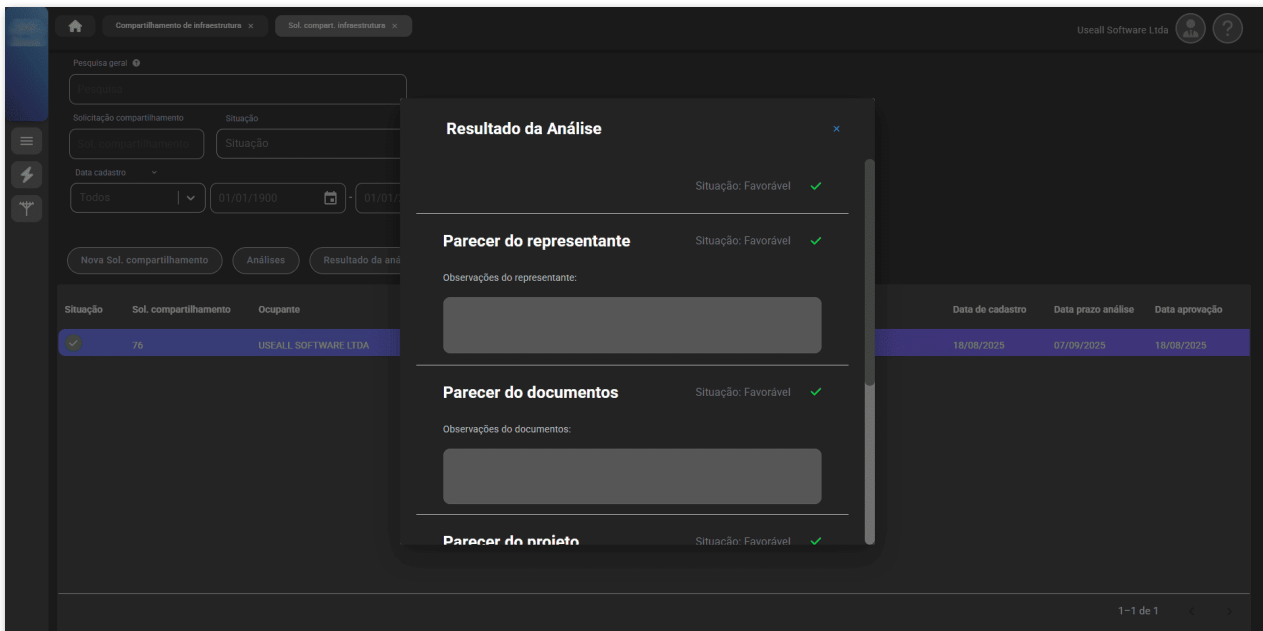 Compartilhamento de infraestrutura ×
Sol. compart. infraestrutura ×
Useall Software Ltda
?
Pesquisa geral
Pesquisa
Solicitação compartilhamento
Situação
Sol. compartilhamento
Situação
Data cadastro
Todos
01/01/1900
-
Nova Sol. compartilhamento
Análises
Situação
Sol. compartilhamento
Ocupante
Data de cadastro
Data prazo análise
Data aprovação
76
USEALL SOFTWARE LTDA
18/08/2025
07/09/2025
18/08/2025
1–1 de 1
Resultado da Análise
×
Situação: Favorável
Parecer do representante
Situação: Favorável
Observações do representante:
Parecer do documentos
Situação: Favorável
Observações do documentos:
Parecer do projeto
Situação: Favorável